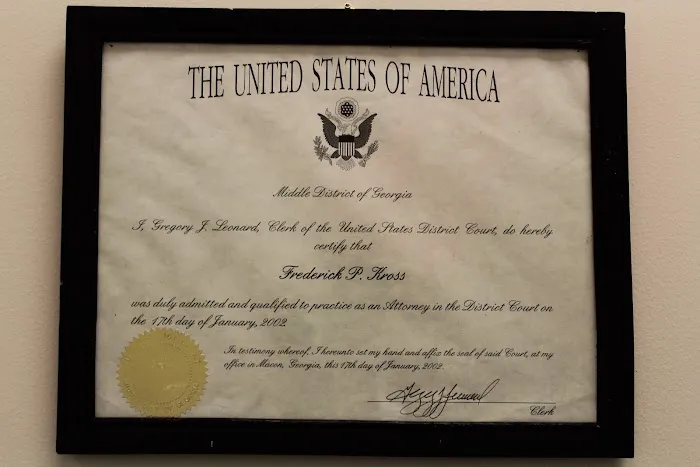 THE UNITED STATES OF AMERICA
Middle District of Georgia
I, Gregory J. Leonard, Clerk of the United States District Court, do hereby
certify that
Frederick P. Kross
was duly admitted and qualified to practice as an Attorney in the District Court on
the 17th day of January, 2002.
In testimony whereof, I hereunto set my hand and affix the seal of said Court, at my
office in Macon, Georgia, this 17th day of January, 2002.
Clerk